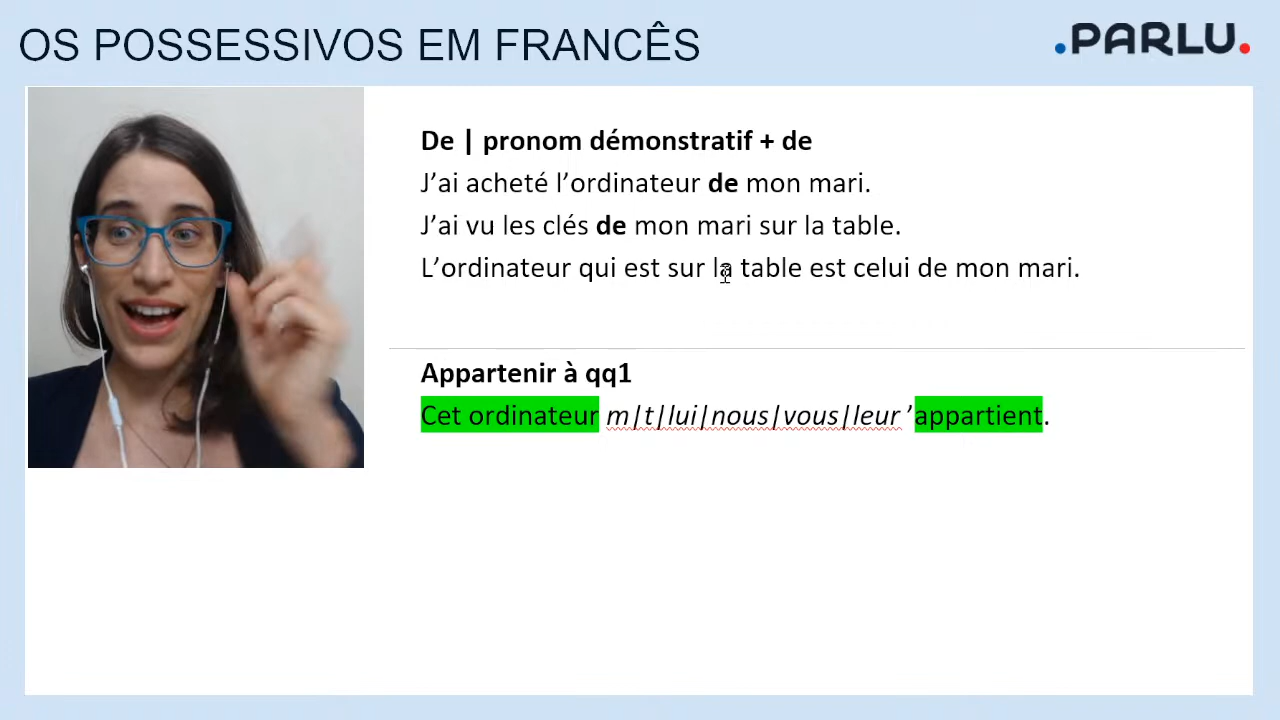 OS POSSESSIVOS EM FRANCÊS
.PARLU.
De | pronom démonstratif + de
J’ai acheté l’ordinateur de mon mari.
J’ai vu les clés de mon mari sur la table.
L’ordinateur qui est sur la table est celui de mon mari.
Appartenir à qq1
Cet ordinateur m|t|lui|nous|vous|leur ’appartient.